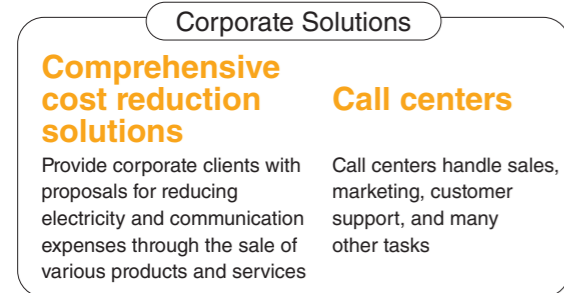 Corporate Solutions
Comprehensive
cost reduction
solutions
Provide corporate clients with
proposals for reducing
electricity and communication
expenses through the sale of
various products and services
Call centers
Call centers handle sales,
marketing, customer
support, and many
other tasks